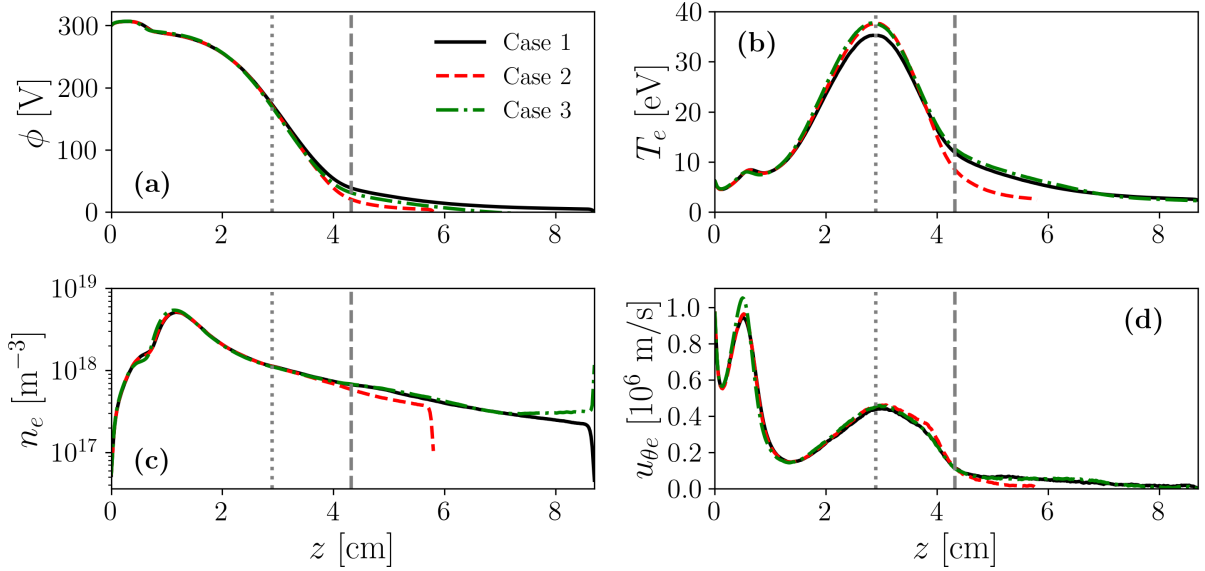 300
200
100
0
ϕ [V]
Case 1
Case 2
Case 3
(a)
0 2 4 6 8
40
30
20
10
0
T_e [eV]
(b)
0 2 4 6 8
10^19
10^18
10^17
n_e [m^−3]
(c)
0 2 4 6 8
z [cm]
1.0
0.8
0.6
0.4
0.2
0.0
u_θe [10^6 m/s]
(d)
0 2 4 6 8
z [cm]